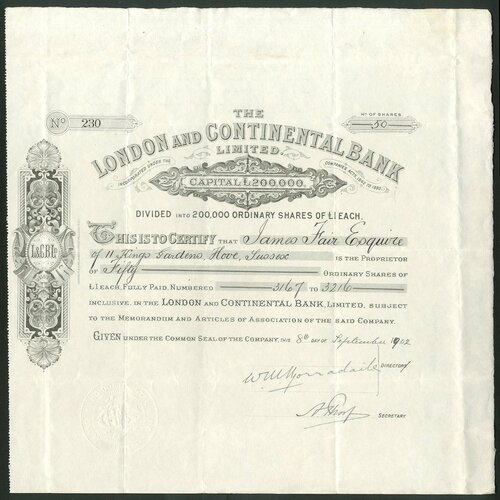 No 230
No OF SHARES
50
THE
LONDON AND CONTINENTAL BANK
LIMITED.
INCORPORATED UNDER THE
COMPANIES ACTS, 1862 TO 1890.
CAPITAL £200,000.
DIVIDED INTO 200,000 ORDINARY SHARES OF £1 EACH.
THIS IS TO CERTIFY THAT James Fair Esquire
of 11 Kings Gardens, Hove, Sussex IS THE PROPRIETOR
OF Fifty ORDINARY SHARES OF
£1 EACH, FULLY PAID, NUMBERED 3167 TO 3216
INCLUSIVE, IN THE LONDON AND CONTINENTAL BANK, LIMITED, SUBJECT
TO THE MEMORANDUM AND ARTICLES OF ASSOCIATION OF THE SAID COMPANY.
GIVEN UNDER THE COMMON SEAL OF THE COMPANY, THIS 8th DAY OF September 1902
DIRECTORY
SECRETARY
L&CBLD